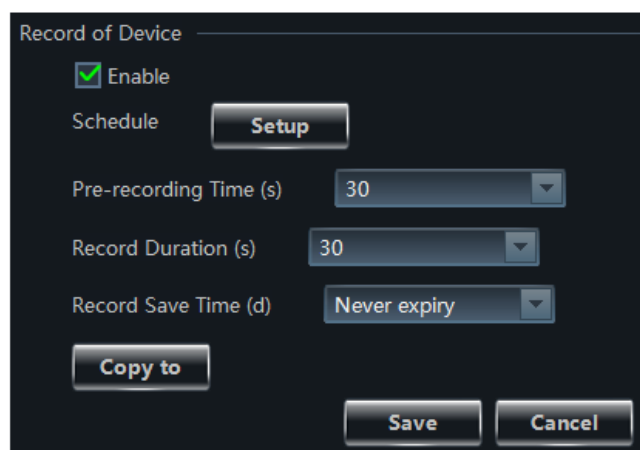 Record of Device
Enable
Schedule Setup
Pre-recording Time (s) 30
Record Duration (s) 30
Record Save Time (d) Never expiry
Copy to
Save Cancel